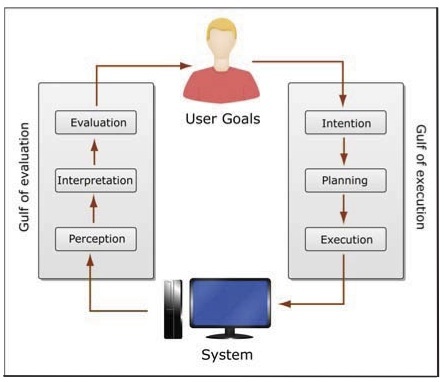 User Goals
Gulf of evaluation
Evaluation
Interpretation
Perception
Intention
Planning
Execution
Gulf of execution
System